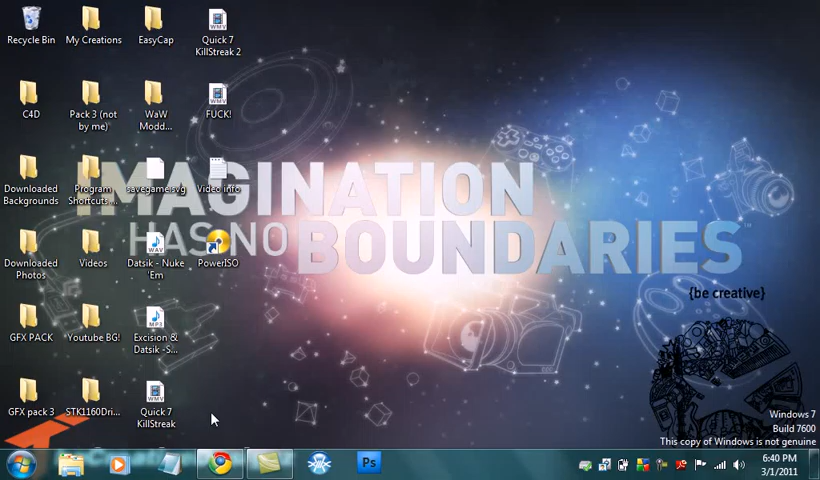 Recycle Bin
My Creations
EasyCap
Quick 7
KillStreak 2
C4D
Pack 3 (not
by me)
WaW
Modd...
FUCK!
Downloaded
Backgrounds
Program
Shortcuts...
savegame.svg
Video info
IMAGINATION
HAS NO BOUNDARIES
{be creative}
Downloaded
Photos
Videos
Datsik - Nuke
'Em
PowerISO
GFX PACK
Youtube BG!
Excision &
Datsik -S...
GFX pack 3
STK1160Dri...
Quick 7
KillStreak
WMV
WMV
WAV
MP3
WMV
Windows 7
Build 7600
This copy of Windows is not genuine
Ps
6:40 PM
3/1/2011